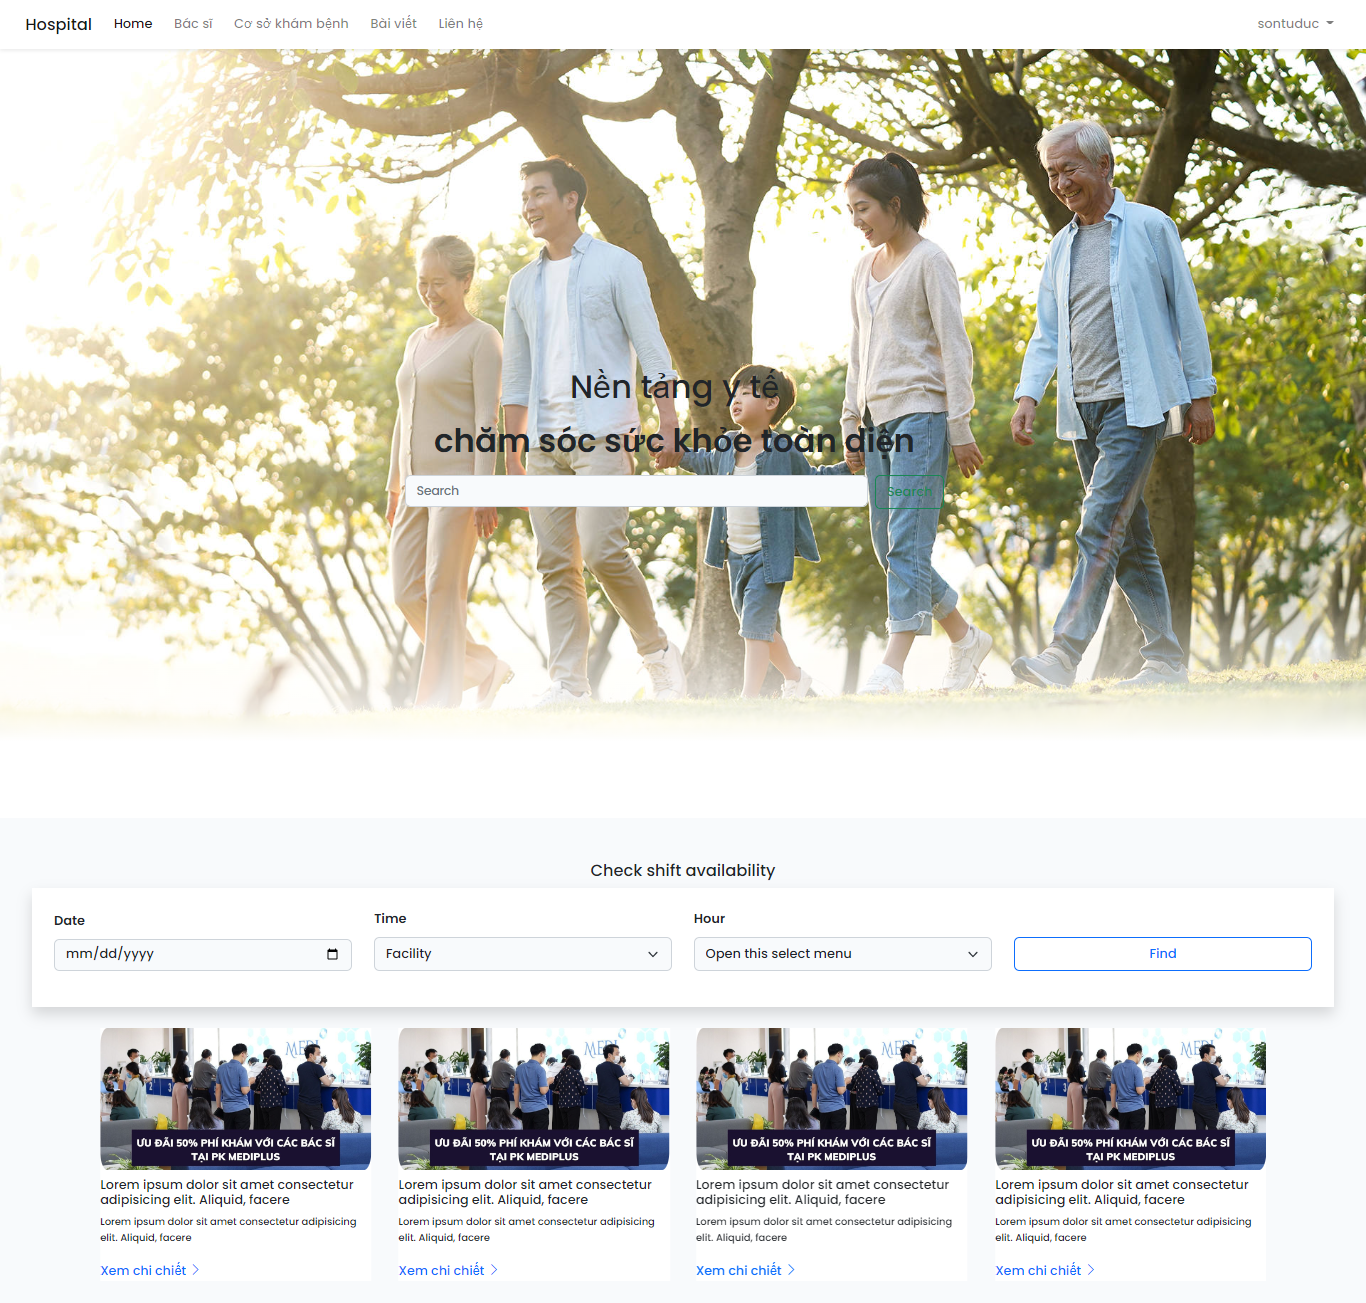 Hospital Home Bác sĩ Cơ sở khám bệnh Bài viết Liên hệ sontuduc
Nền tảng y tế
chăm sóc sức khỏe toàn diện
Search Search
Check shift availability
Date Time Hour
mm/dd/yyyy Facility Open this select menu Find
MEDI MEDI MEDI MEDI
ƯU ĐÃI 50% PHÍ KHÁM VỚI CÁC BÁC SĨ
TẠI PK MEDIPLUS
ƯU ĐÃI 50% PHÍ KHÁM VỚI CÁC BÁC SĨ
TẠI PK MEDIPLUS
ƯU ĐÃI 50% PHÍ KHÁM VỚI CÁC BÁC SĨ
TẠI PK MEDIPLUS
ƯU ĐÃI 50% PHÍ KHÁM VỚI CÁC BÁC SĨ
TẠI PK MEDIPLUS
Lorem ipsum dolor sit amet consectetur
adipisicing elit. Aliquid, facere
Lorem ipsum dolor sit amet consectetur adipisicing
elit. Aliquid, facere
Xem chi chiết
Lorem ipsum dolor sit amet consectetur
adipisicing elit. Aliquid, facere
Lorem ipsum dolor sit amet consectetur adipisicing
elit. Aliquid, facere
Xem chi chiết
Lorem ipsum dolor sit amet consectetur
adipisicing elit. Aliquid, facere
Lorem ipsum dolor sit amet consectetur adipisicing
elit. Aliquid, facere
Xem chi chiết
Lorem ipsum dolor sit amet consectetur
adipisicing elit. Aliquid, facere
Lorem ipsum dolor sit amet consectetur adipisicing
elit. Aliquid, facere
Xem chi chiết